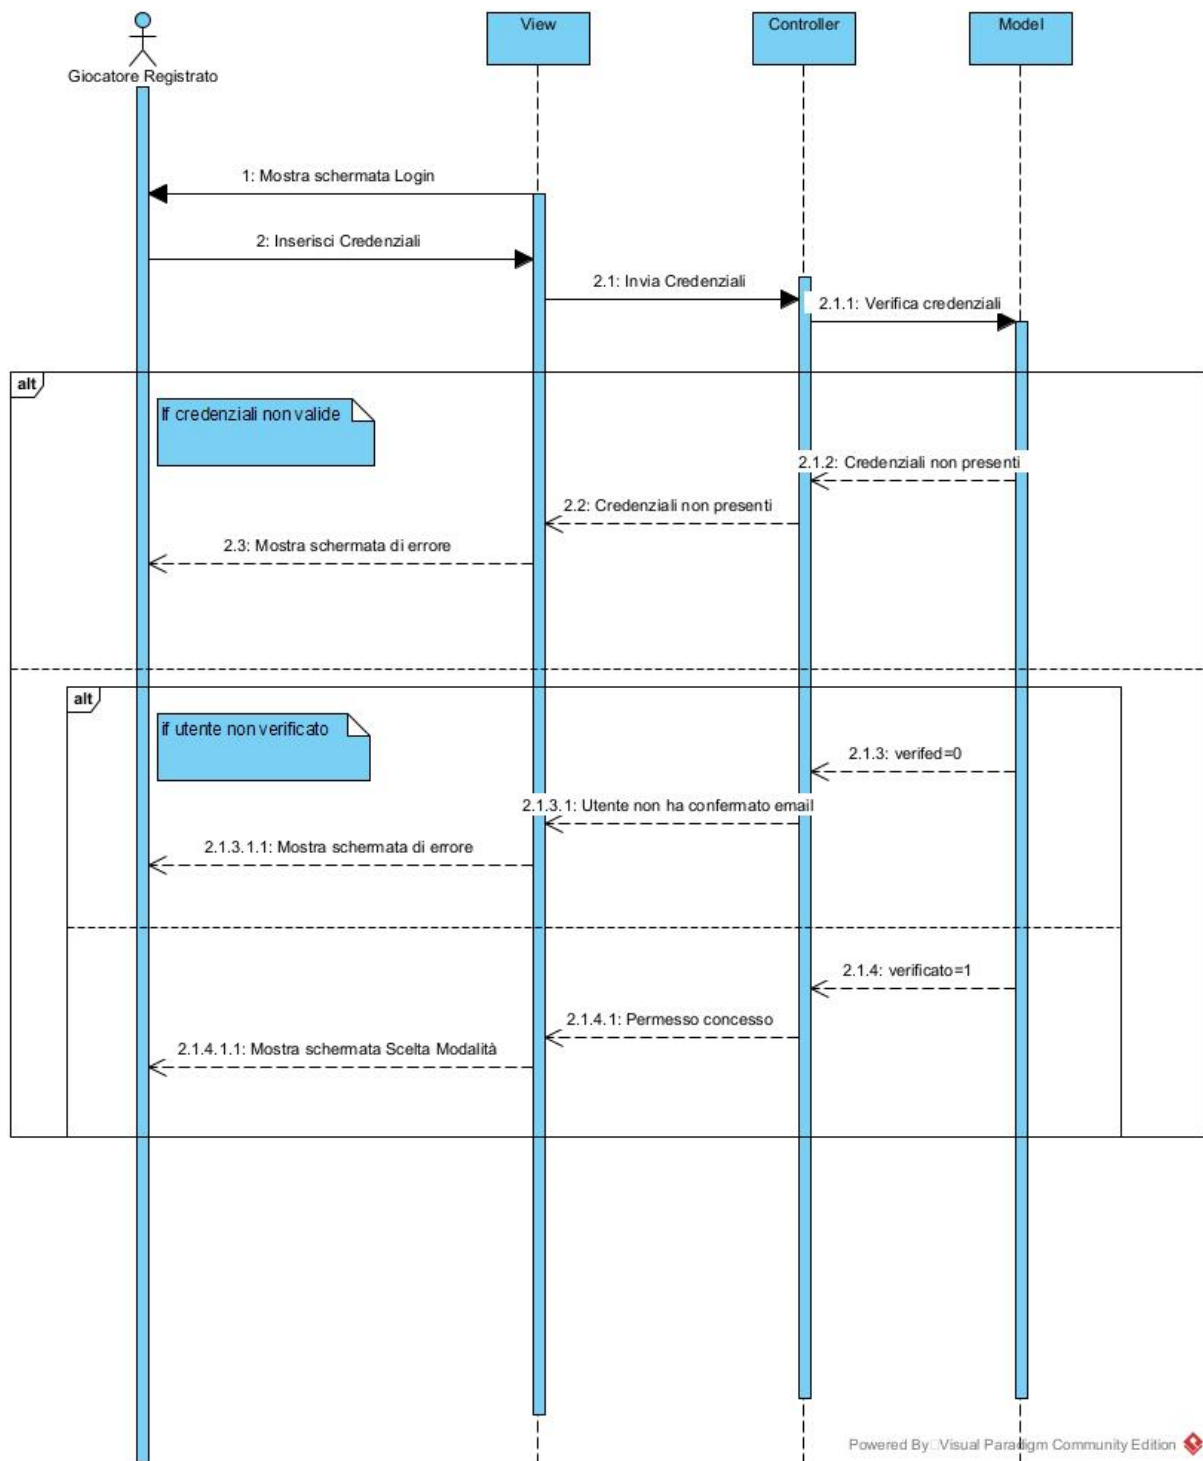 View
Controller
Model
Giocatore Registrato
1: Mostra schermata Login
2: Inserisci Credenziali
2.1: Invia Credenziali
2.1.1: Verifica credenziali
alt
If credenziali non valide
2.1.2: Credenziali non presenti
2.2: Credenziali non presenti
2.3: Mostra schermata di errore
alt
if utente non verificato
2.1.3: verifed=0
2.1.3.1: Utente non ha confermato email
2.1.3.1.1: Mostra schermata di errore
2.1.4: verificato=1
2.1.4.1: Permesso concesso
2.1.4.1.1: Mostra schermata Scelta Modalità
Powered By Visual Paradigm Community Edition